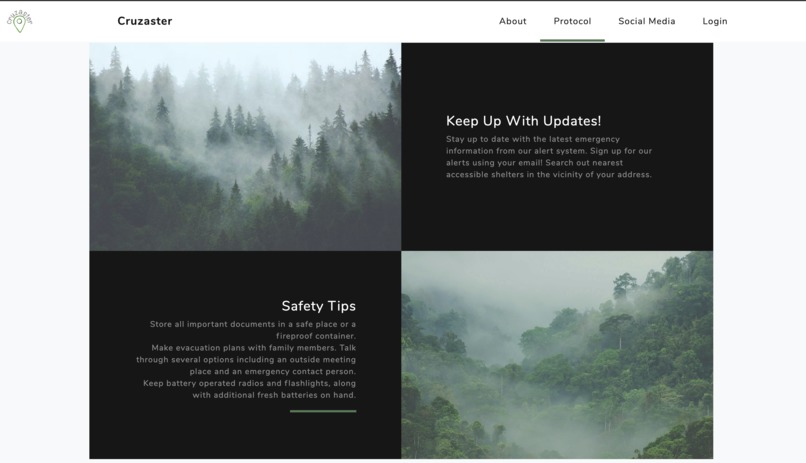 Cruzaster
Cruzaster
About
Protocol
Social Media
Login
Keep Up With Updates!
Stay up to date with the latest emergency
information from our alert system. Sign up for our
alerts using your email! Search out nearest
accessible shelters in the vicinity of your address.
Safety Tips
Store all important documents in a safe place or a
fireproof container.
Make evacuation plans with family members. Talk
through several options including an outside meeting
place and an emergency contact person.
Keep battery operated radios and flashlights, along
with additional fresh batteries on hand.